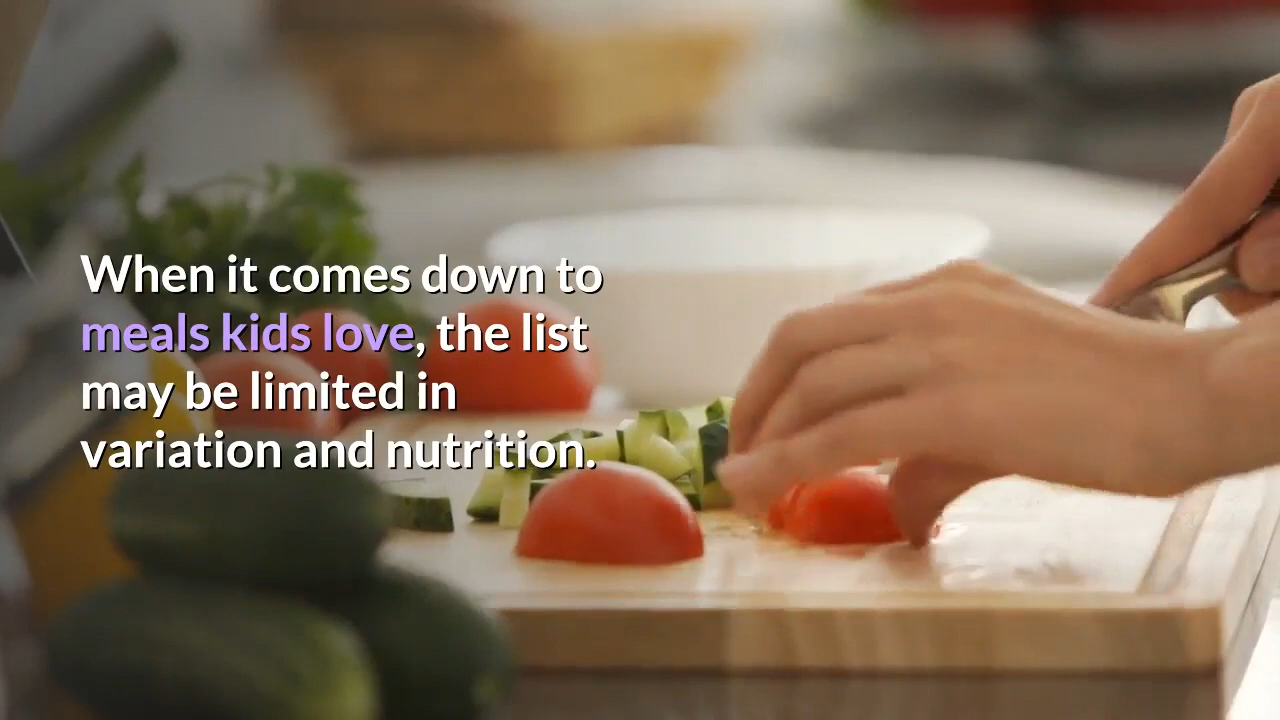 When it comes down to
meals kids love, the list
may be limited in
variation and nutrition.